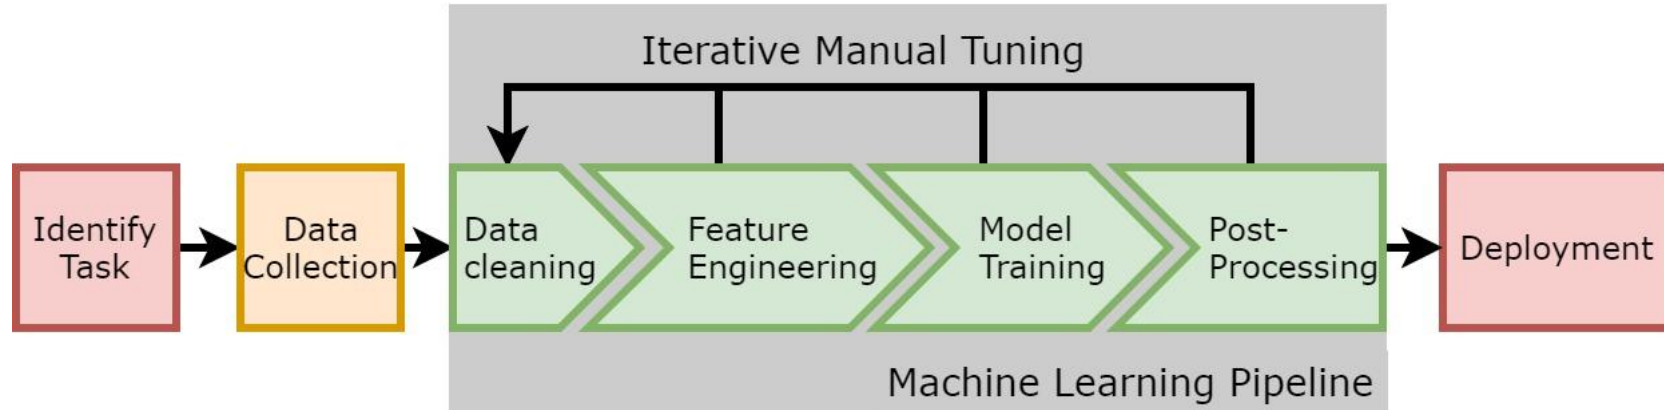 Iterative Manual Tuning
Identify
Task
Data
Collection
Data
cleaning
Feature
Engineering
Model
Training
Post-
Processing
Deployment
Machine Learning Pipeline